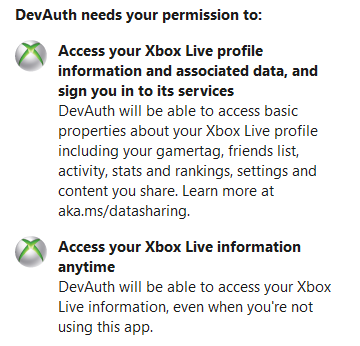 DevAuth needs your permission to:
Access your Xbox Live profile
information and associated data, and
sign you in to its services
DevAuth will be able to access basic
properties about your Xbox Live profile
including your gamertag, friends list,
activity, stats and rankings, settings and
content you share. Learn more at
aka.ms/datasharing.
Access your Xbox Live information
anytime
DevAuth will be able to access your Xbox
Live information, even when you're not
using this app.